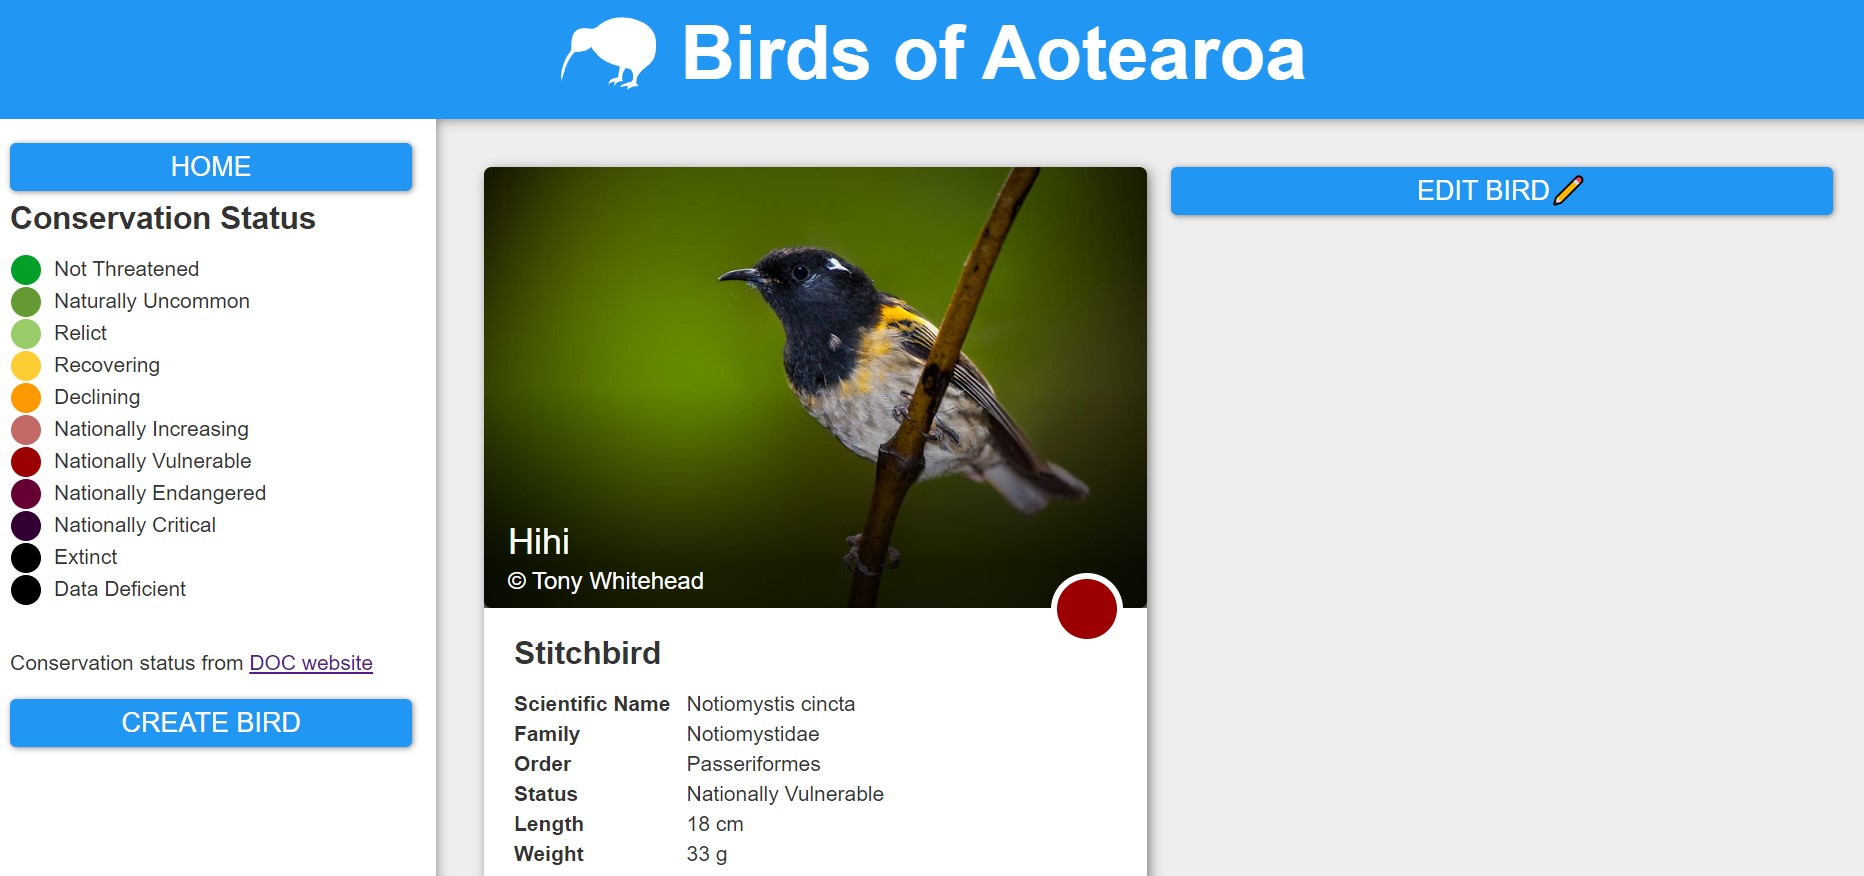 Birds of Aotearoa
HOME
Conservation Status
Not Threatened
Naturally Uncommon
Relict
Recovering
Declining
Nationally Increasing
Nationally Vulnerable
Nationally Endangered
Nationally Critical
Extinct
Data Deficient
Conservation status from DOC website
CREATE BIRD
Hihi
© Tony Whitehead
Stitchbird
Scientific Name Notiomystis cincta
Family Notiomystidae
Order Passeriformes
Status Nationally Vulnerable
Length 18 cm
Weight 33 g
EDIT BIRD